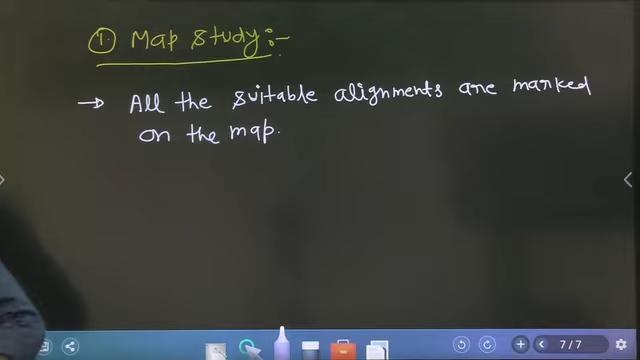 ① Map Study:-
→ All the suitable alignments are marked
on the map.
7/7